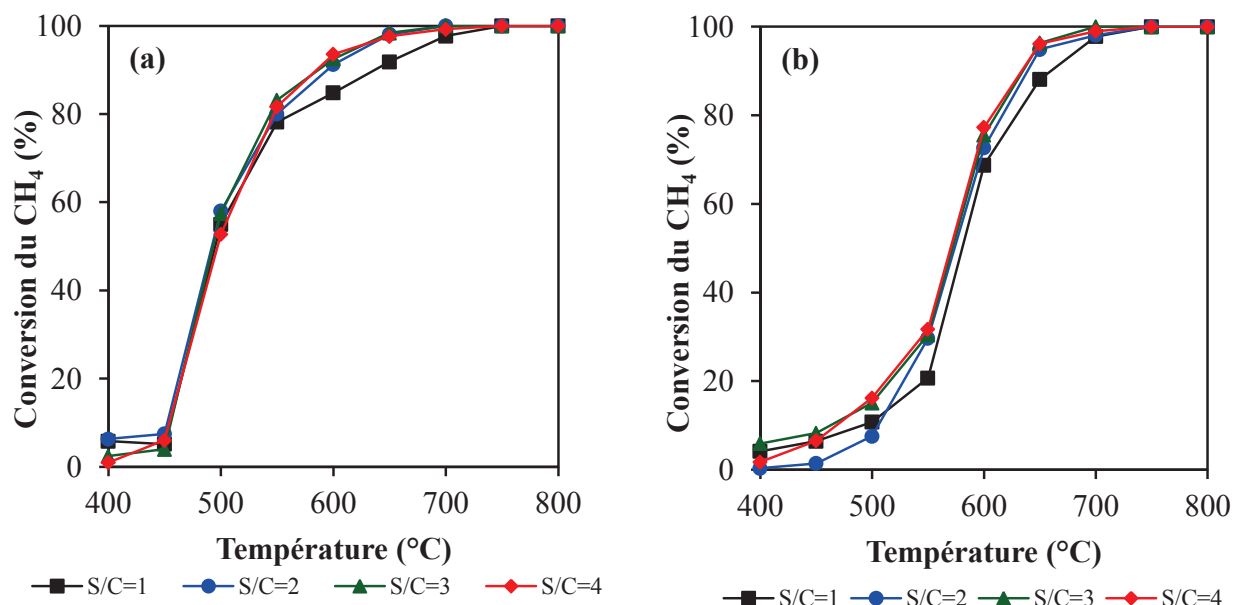 (a)
Conversion du CH₄ (%)
100
80
60
40
20
0
400 500 600 700 800
Température (°C)
S/C=1 S/C=2 S/C=3 S/C=4
(b)
Conversion du CH₄ (%)
100
80
60
40
20
0
400 500 600 700 800
Température (°C)
S/C=1 S/C=2 S/C=3 S/C=4